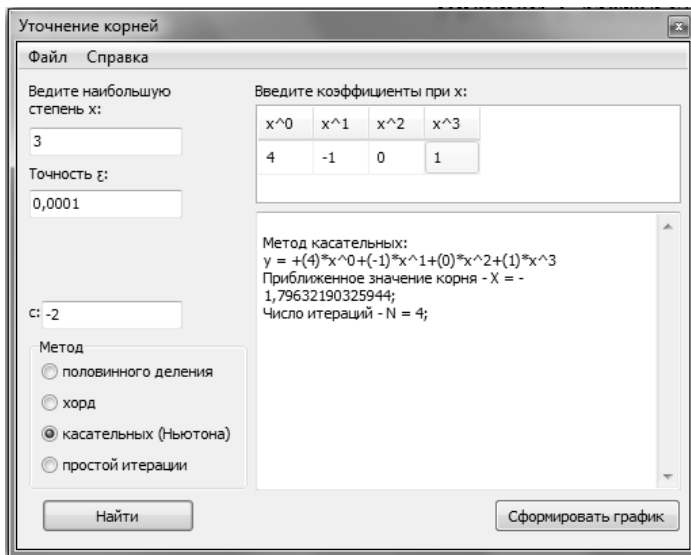 Уточнение корней
Файл Справка
Ведите наибольшую
степень x:
3
Точность ξ:
0,0001
c: -2
Метод
половинного деления
хорд
касательных (Ньютона)
простой итерации
Найти
Введите коэффициенты при x:
x^0 x^1 x^2 x^3
4 -1 0 1
Метод касательных:
y = +(4)*x^0+(-1)*x^1+(0)*x^2+(1)*x^3
Приближенное значение корня - X = -
1,79632190325944;
Число итераций - N = 4;
Сформировать график